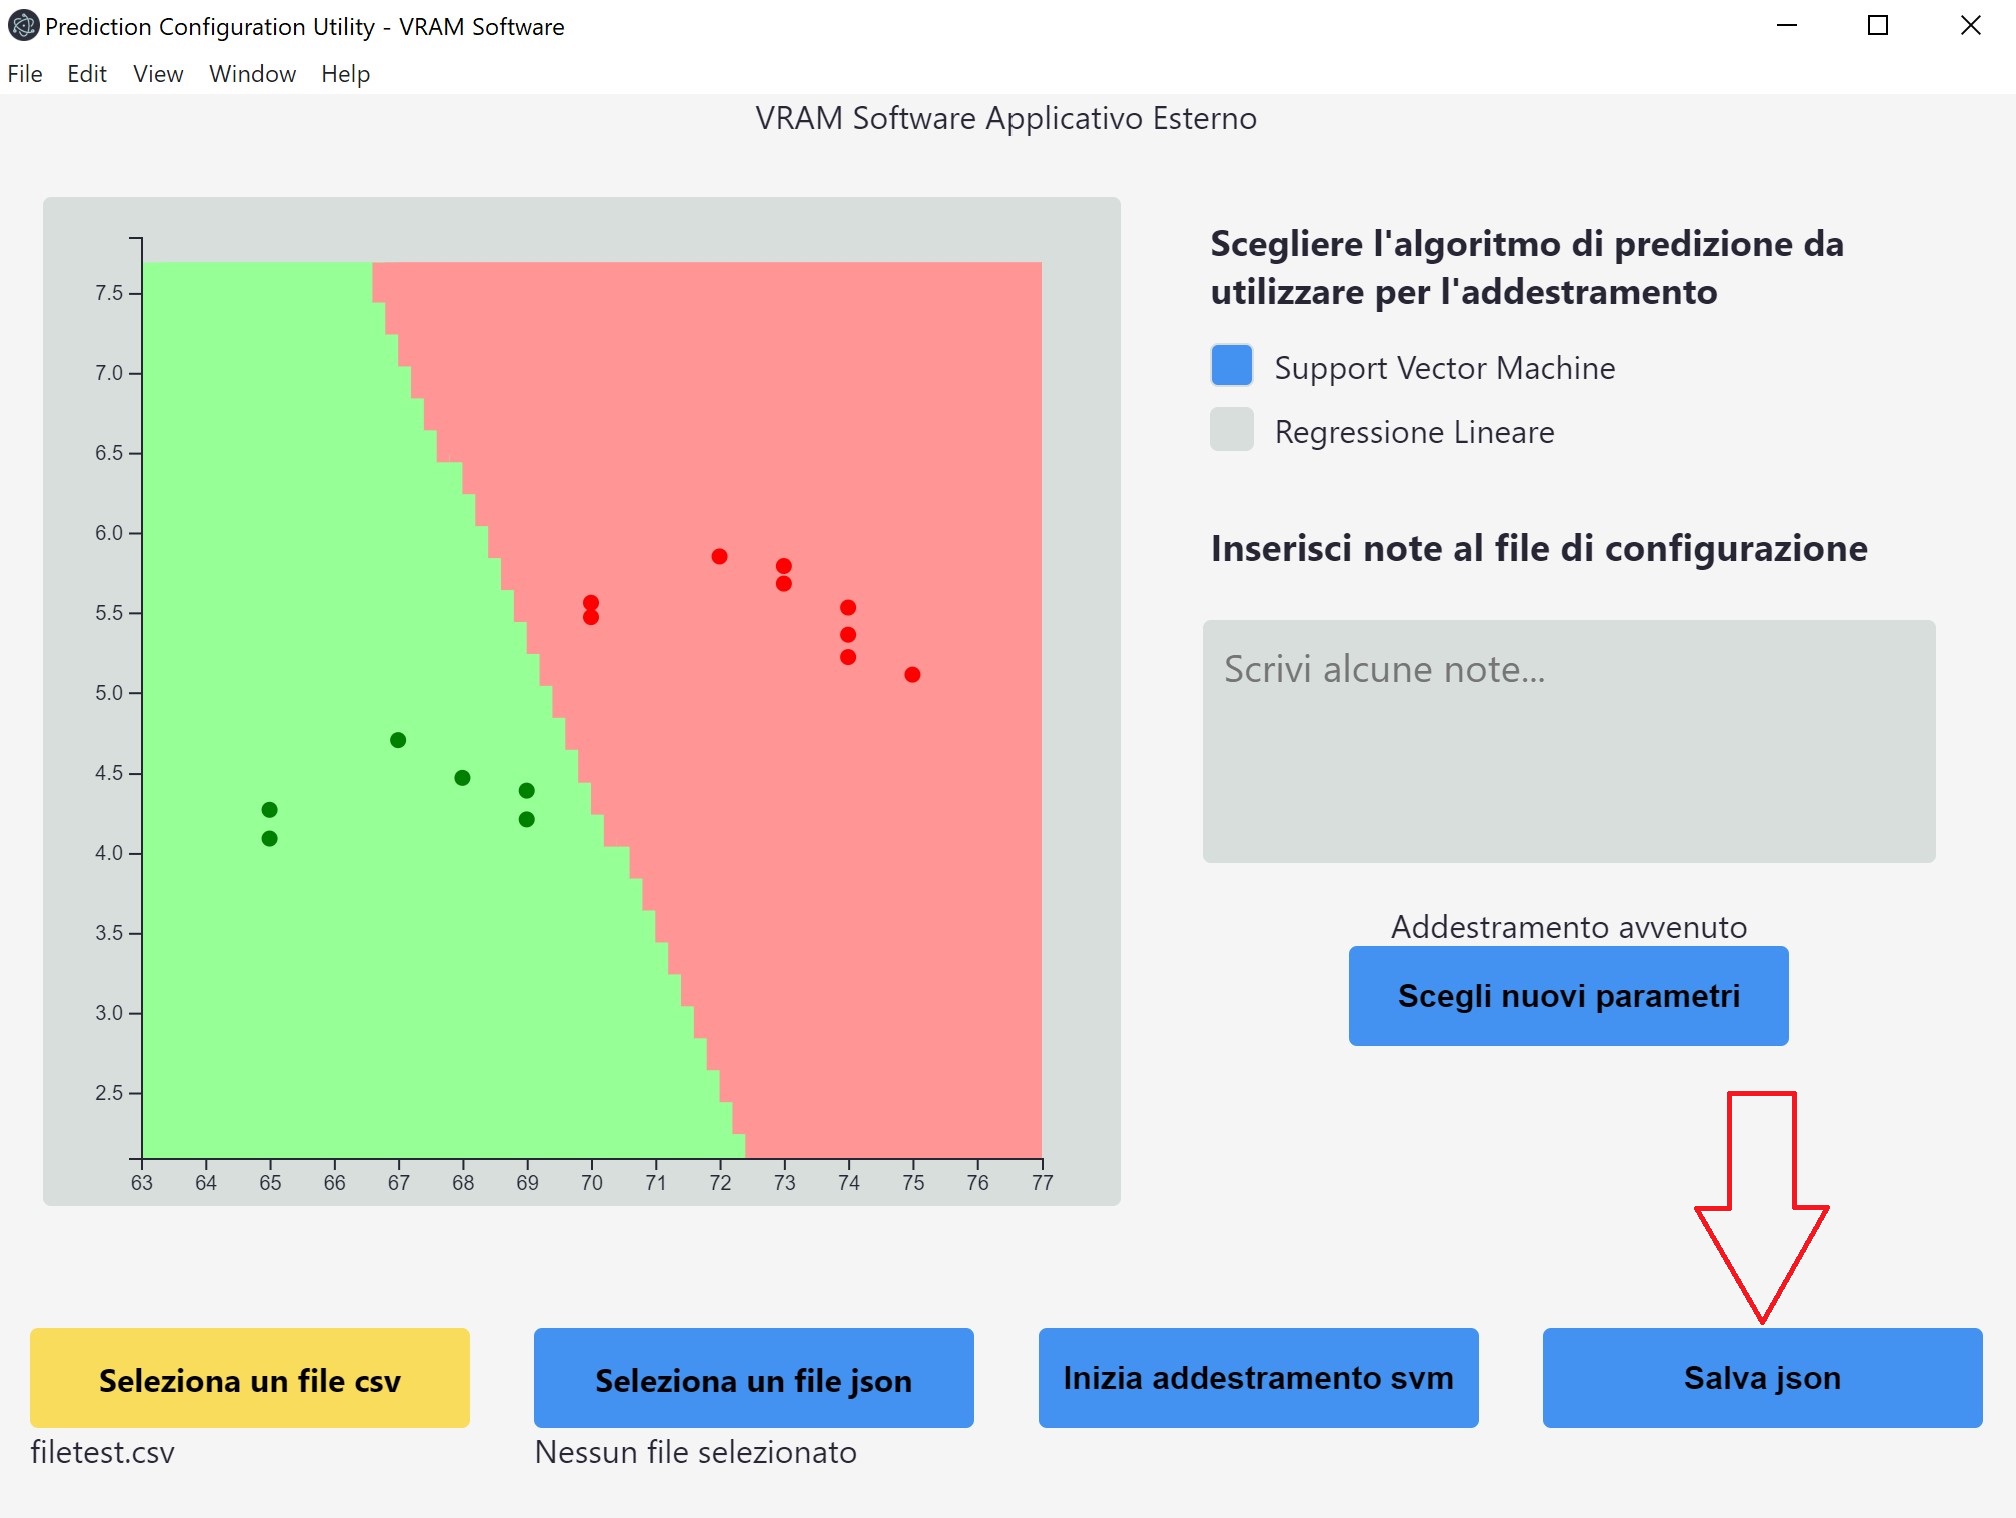 Prediction Configuration Utility - VRAM Software
File Edit View Window Help
VRAM Software Applicativo Esterno
7.5
7.0
6.5
6.0
5.5
5.0
4.5
4.0
3.5
3.0
2.5
63 64 65 66 67 68 69 70 71 72 73 74 75 76 77
Scegliere l'algoritmo di predizione da
utilizzare per l'addestramento
Support Vector Machine
Regressione Lineare
Inserisci note al file di configurazione
Scrivi alcune note...
Addestramento avvenuto
Scegli nuovi parametri
Seleziona un file csv
filetest.csv
Seleziona un file json
Nessun file selezionato
Inizia addestramento svm
Salva json